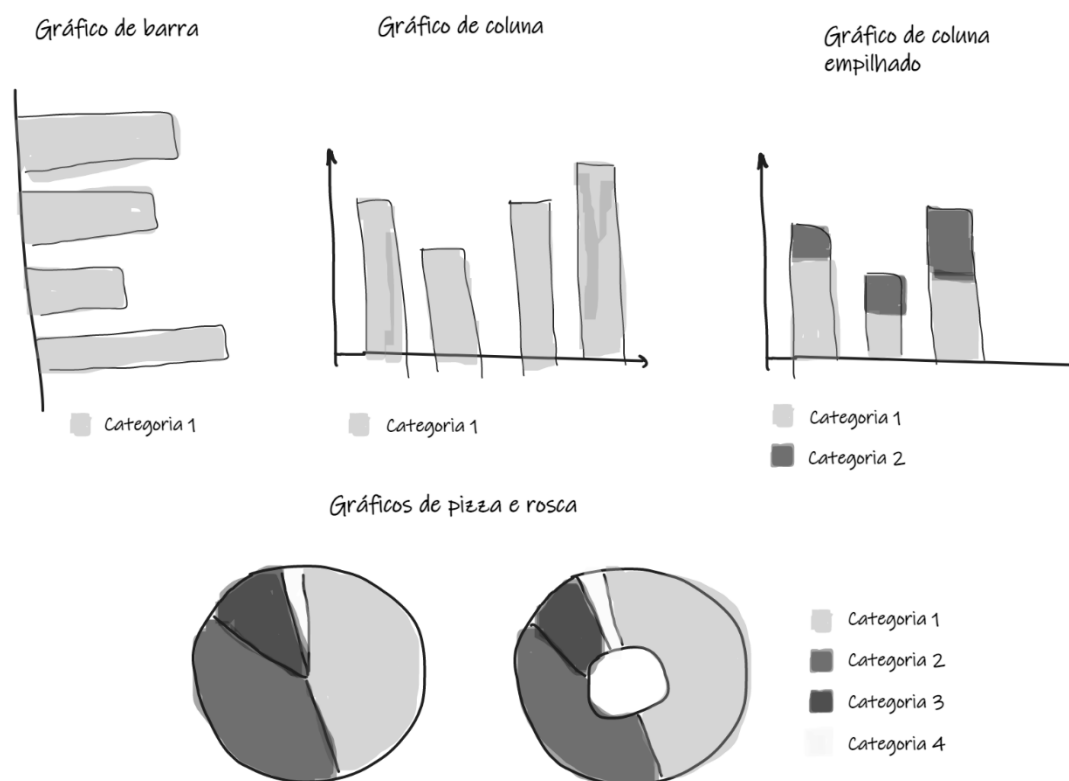 Gráfico de barra
Gráfico de coluna
Gráfico de coluna
empilhado
Categoria 1
Categoria 1
Categoria 1
Categoria 2
Gráficos de pizza e rosca
Categoria 1
Categoria 2
Categoria 3
Categoria 4